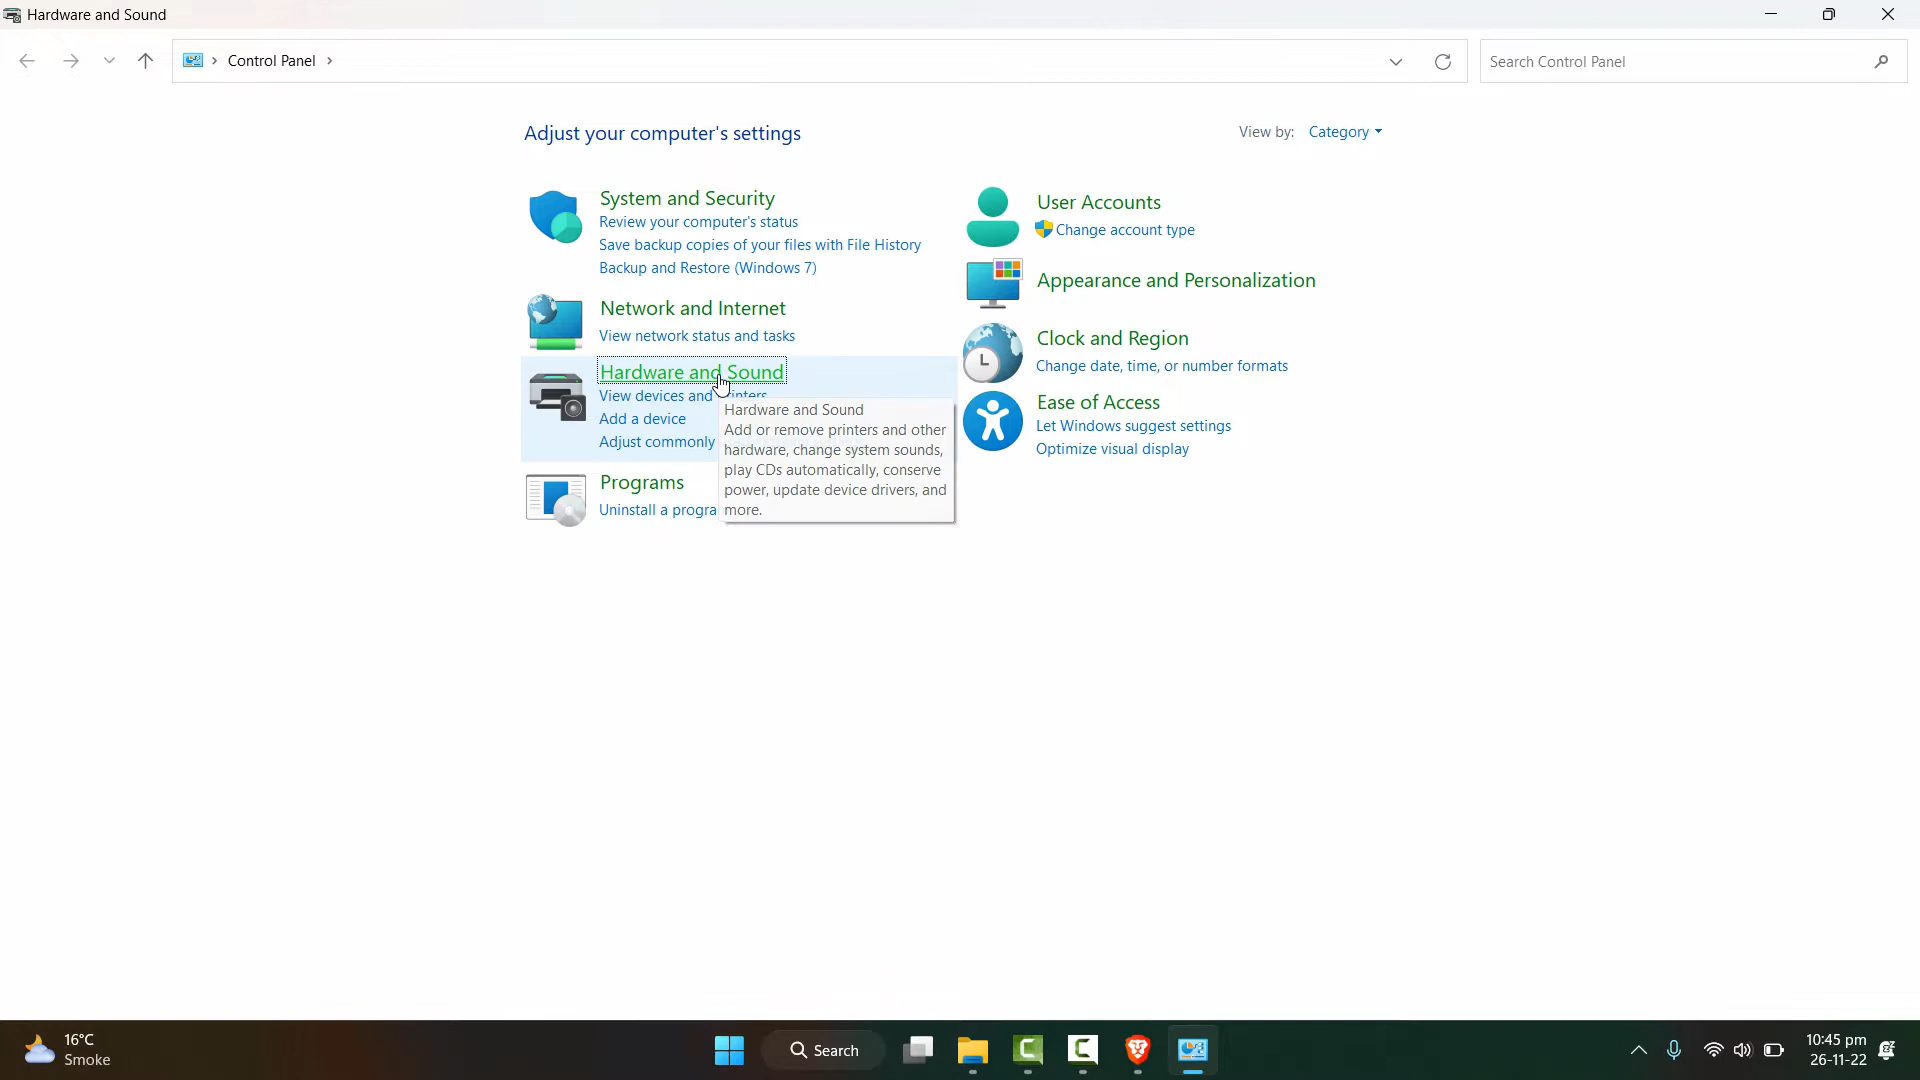 Hardware and Sound
Control Panel
Search Control Panel
Adjust your computer's settings
View by: Category
System and Security
Review your computer's status
Save backup copies of your files with File History
Backup and Restore (Windows 7)
Network and Internet
View network status and tasks
Hardware and Sound
View devices and
Add a device
Adjust commonly
Hardware and Sound
Add or remove printers and other
hardware, change system sounds,
play CDs automatically, conserve
power, update device drivers, and
more.
Programs
Uninstall a progra
User Accounts
Change account type
Appearance and Personalization
Clock and Region
Change date, time, or number formats
Ease of Access
Let Windows suggest settings
Optimize visual display
16°C
Smoke
Search
10:45 pm
26-11-22